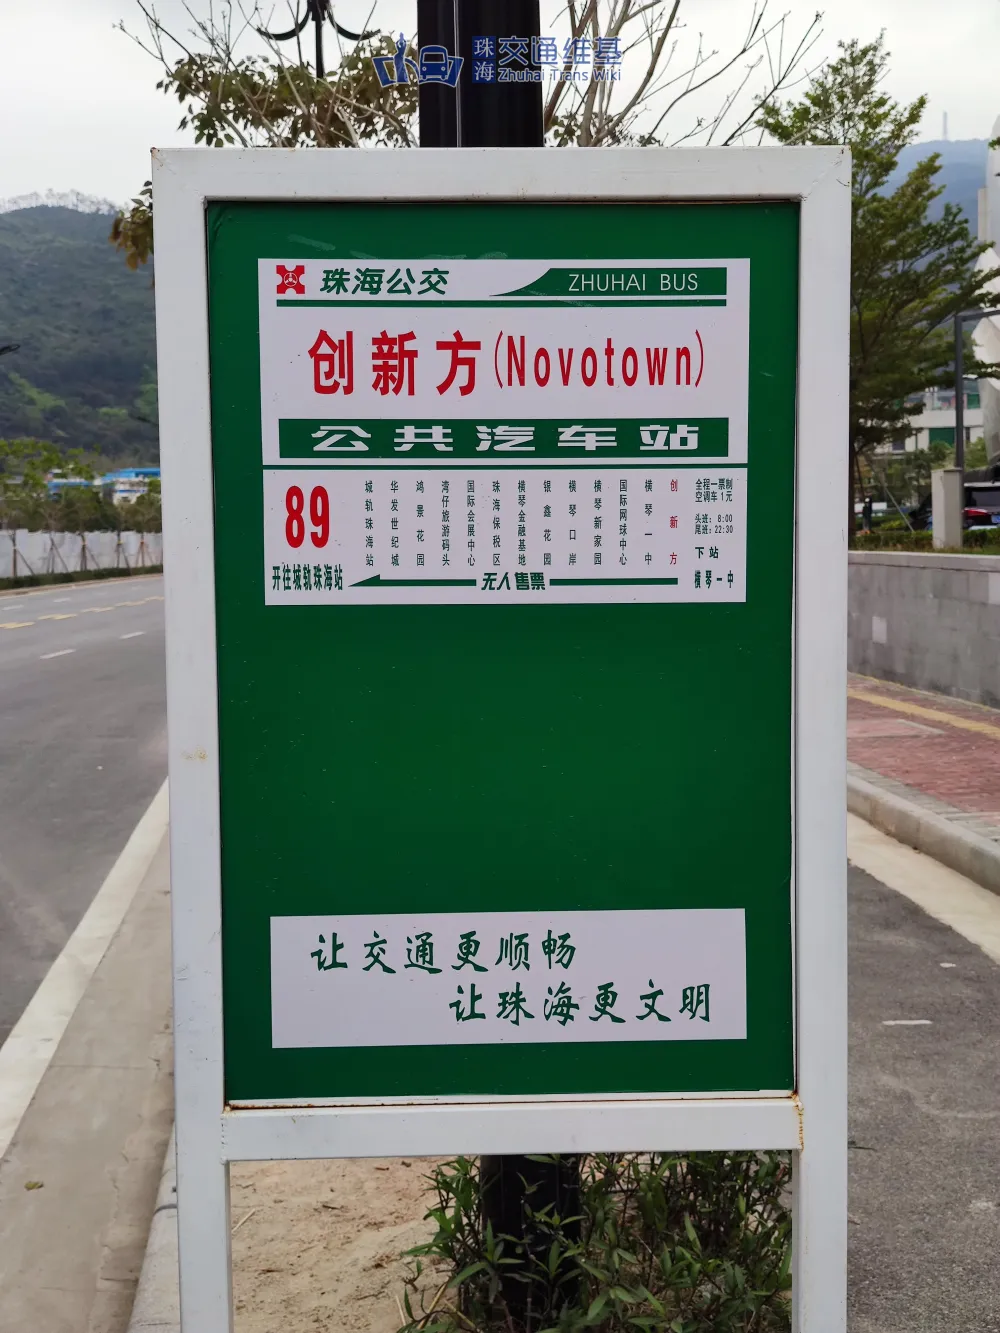 珠海 交通维基
Zhuhai Trans Wiki
珠海公交 ZHUHAI BUS
创新方(Novotown)
公共汽车站
89
城轨珠海站
华发世纪城
鸿景花园
湾仔旅游码头
国际会展中心
珠海保税区
横琴金融基地
银鑫花园
横琴口岸
横琴新家园
国际网球中心
横琴一中
创新方
全程一票制
空调车 1元
头班: 8:00
尾班: 22:30
下站
横琴一中
开往城轨珠海站
无人售票
让交通更顺畅
让珠海更文明